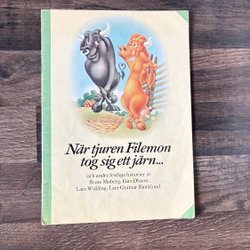 När tjuren Filemon
tog sig ett järn...
och andra festliga historier av
Rune Moberg, Gits Olsson,
Lars Widding, Lars Gunnar Björklund.